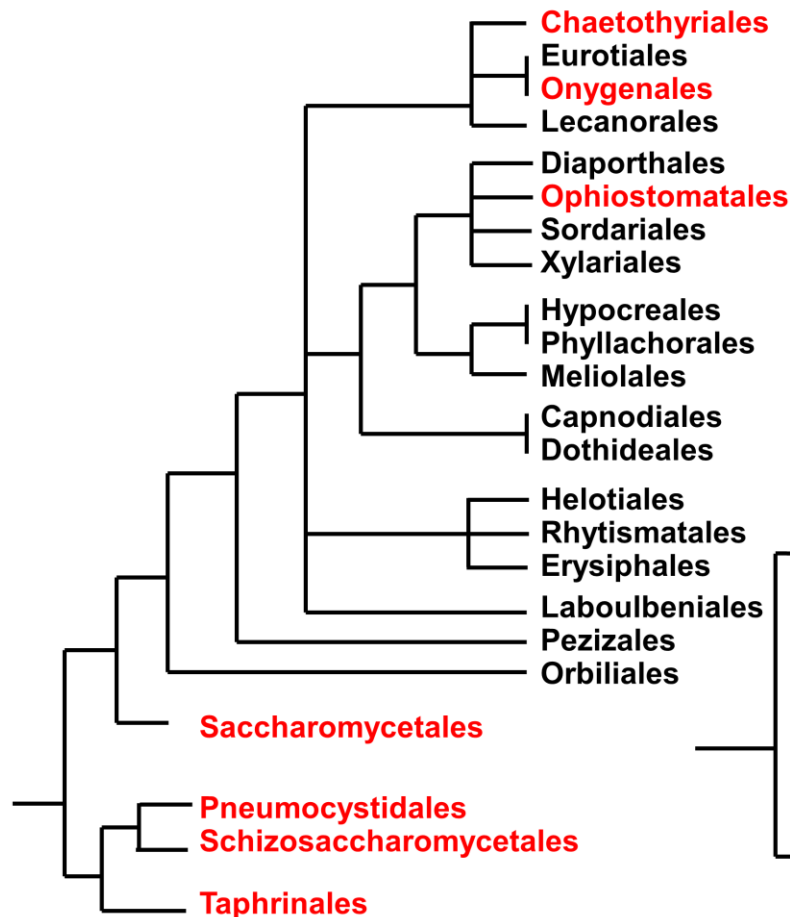 Chaetothyriales
Eurotiales
Onygenales
Lecanorales
Diaporthales
Ophiostomatales
Sordariales
Xylariales
Hypocreales
Phyllachorales
Meliolales
Capnodiales
Dothideales
Helotiales
Rhytismatales
Erysiphales
Laboulbeniales
Pezizales
Orbiliales
Saccharomycetales
Pneumocystidales
Schizosaccharomycetales
Taphrinales